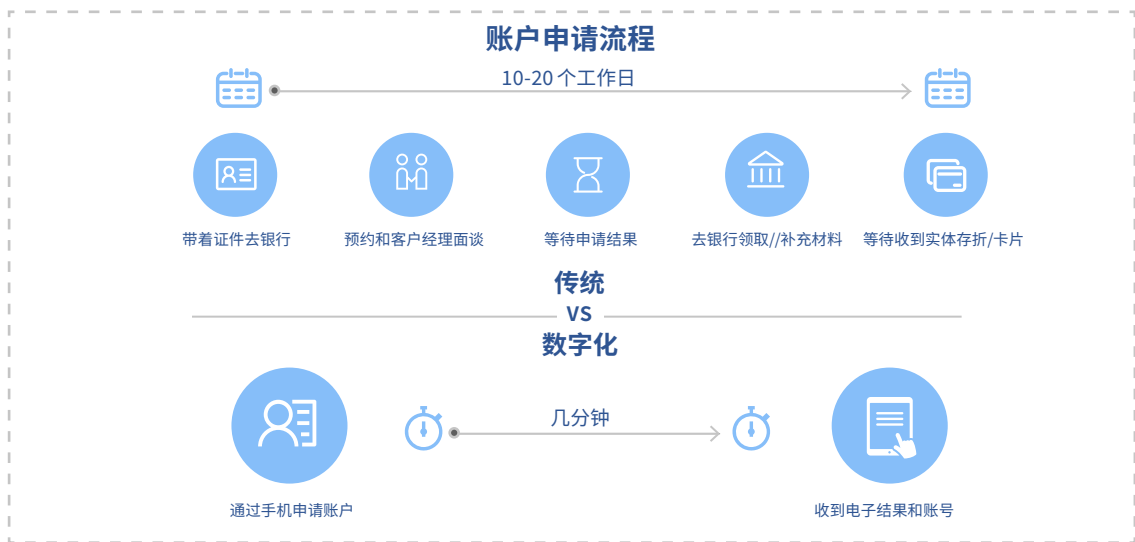 账户申请流程
10-20 个工作日
带着证件去银行
预约和客户经理面谈
等待申请结果
去银行领取//补充材料
等待收到实体存折/卡片
传统
VS
数字化
几分钟
通过手机申请账户
收到电子结果和账号